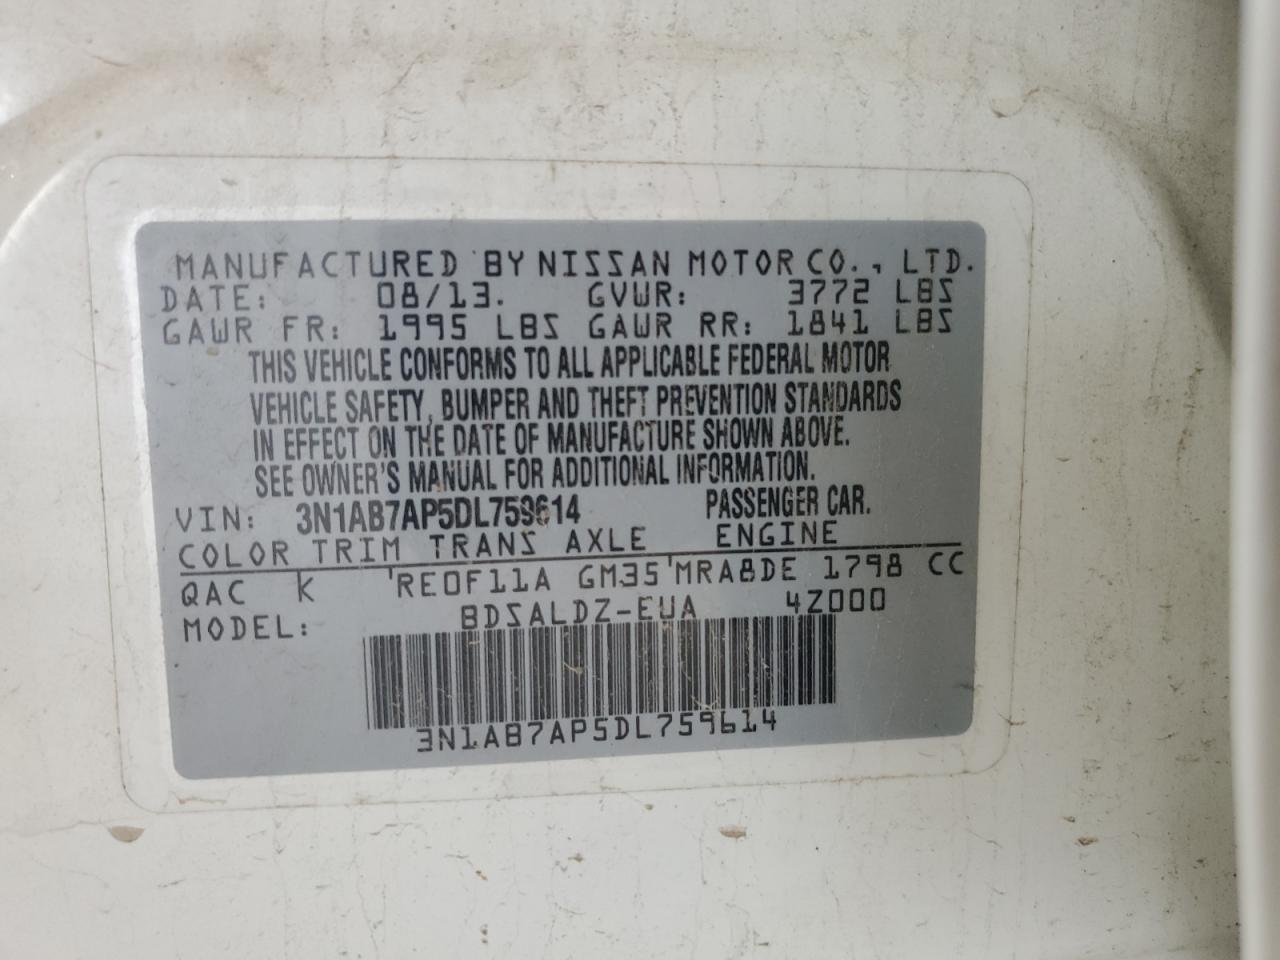 MANUFACTURED BY NISSAN MOTOR CO., LTD.
DATE: 08/13. GVWR: 3772 LBS
GAWR FR: 1995 LBS GAWR RR: 1841 LBS
THIS VEHICLE CONFORMS TO ALL APPLICABLE FEDERAL MOTOR
VEHICLE SAFETY, BUMPER AND THEFT PREVENTION STANDARDS
IN EFFECT ON THE DATE OF MANUFACTURE SHOWN ABOVE.
SEE OWNER'S MANUAL FOR ADDITIONAL INFORMATION.
VIN: 3N1AB7AP5DL759614 PASSENGER CAR.
COLOR TRIM TRANS AXLE ENGINE
QAC K 'RE0F11A GM35'MRA8DE 1798 CC
MODEL: BDSALDZ-EUA 4Z000
3N1AB7AP5DL759614